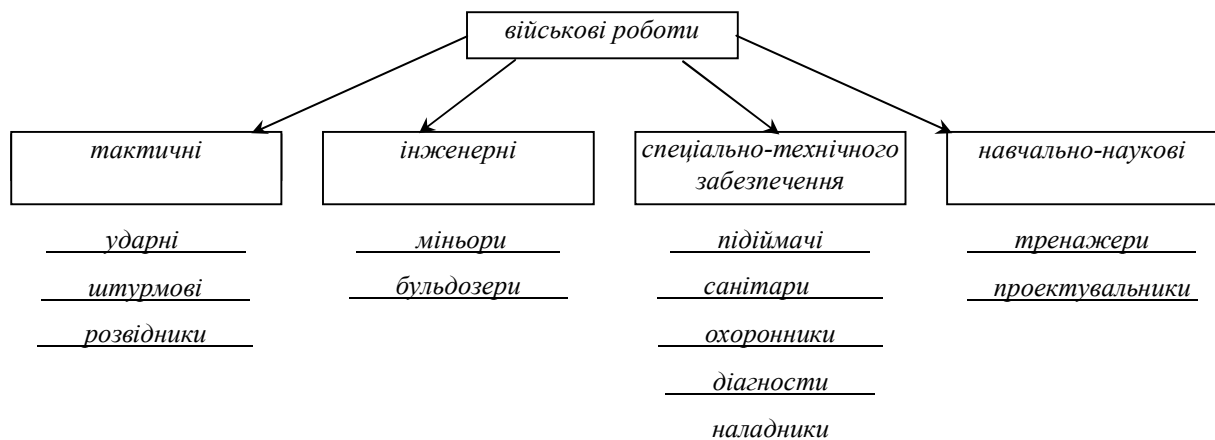 військові роботи
тактичні
інженерні
спеціально-технічного
забезпечення
навчально-наукові
ударні
штурмові
розвідники
міньори
бульдозери
підіймачі
санітари
охоронники
діагности
наладники
тренажери
проектувальники